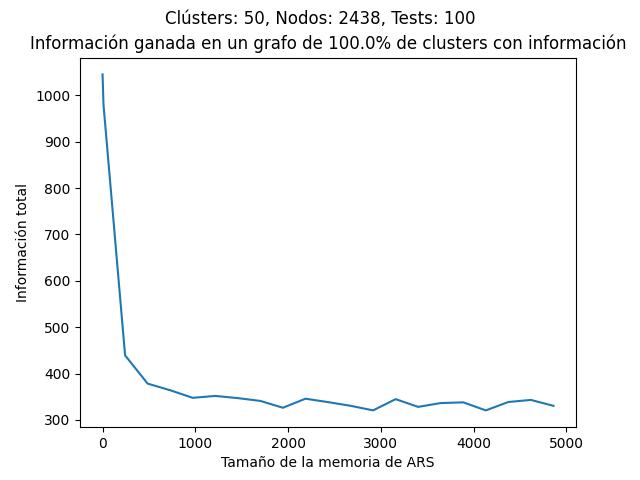 Clústers: 50, Nodos: 2438, Tests: 100
Información ganada en un grafo de 100.0% de clusters con información
1000
900
800
700
600
500
400
300
Información total
0 1000 2000 3000 4000 5000
Tamaño de la memoria de ARS